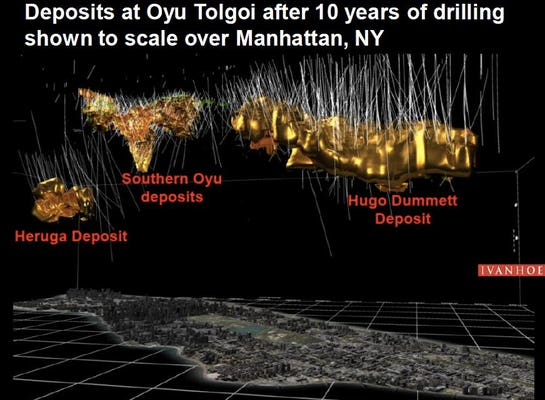 Deposits at Oyu Tolgoi after 10 years of drilling
shown to scale over Manhattan, NY
Southern Oyu
deposits
Hugo Dummett
Deposit
Heruga Deposit
IVANHOE